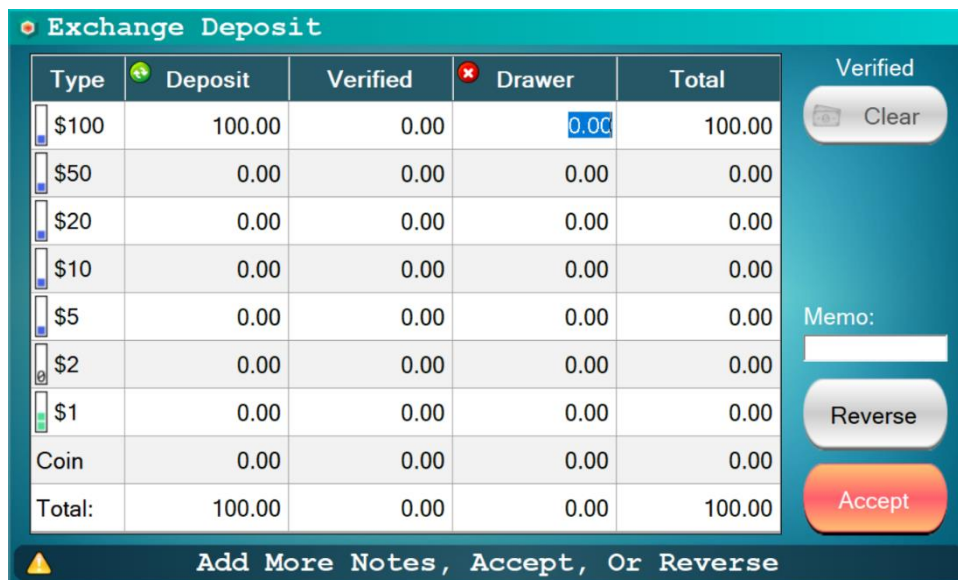 Exchange Deposit
Type Deposit Verified Drawer Total
$100 100.00 0.00 0.00 100.00
$50 0.00 0.00 0.00 0.00
$20 0.00 0.00 0.00 0.00
$10 0.00 0.00 0.00 0.00
$5 0.00 0.00 0.00 0.00
0 $2 0.00 0.00 0.00 0.00
$1 0.00 0.00 0.00 0.00
Coin 0.00 0.00 0.00 0.00
Total: 100.00 0.00 0.00 100.00
Verified
Clear
Memo:
Reverse
Accept
Add More Notes, Accept, Or Reverse